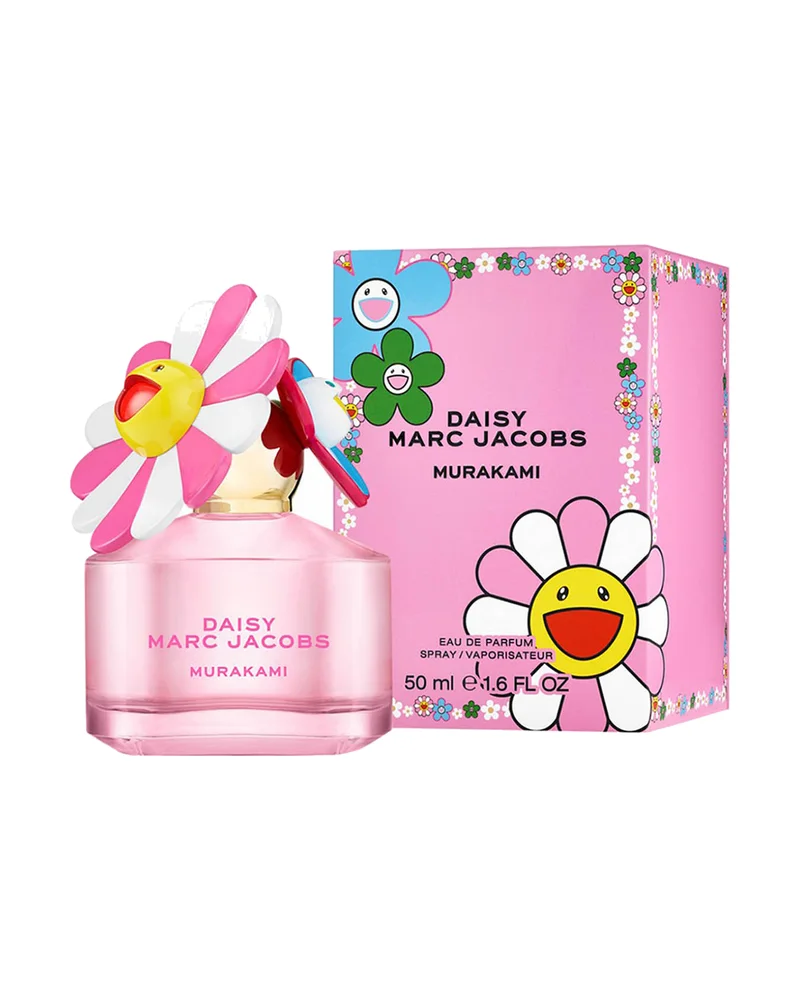 DAISY
MARC JACOBS
MURAKAMI
DAISY
MARC JACOBS
MURAKAMI
EAU DE PARFUM
SPRAY / VAPORISATEUR
50 ml ℮ 1.6 FL OZ